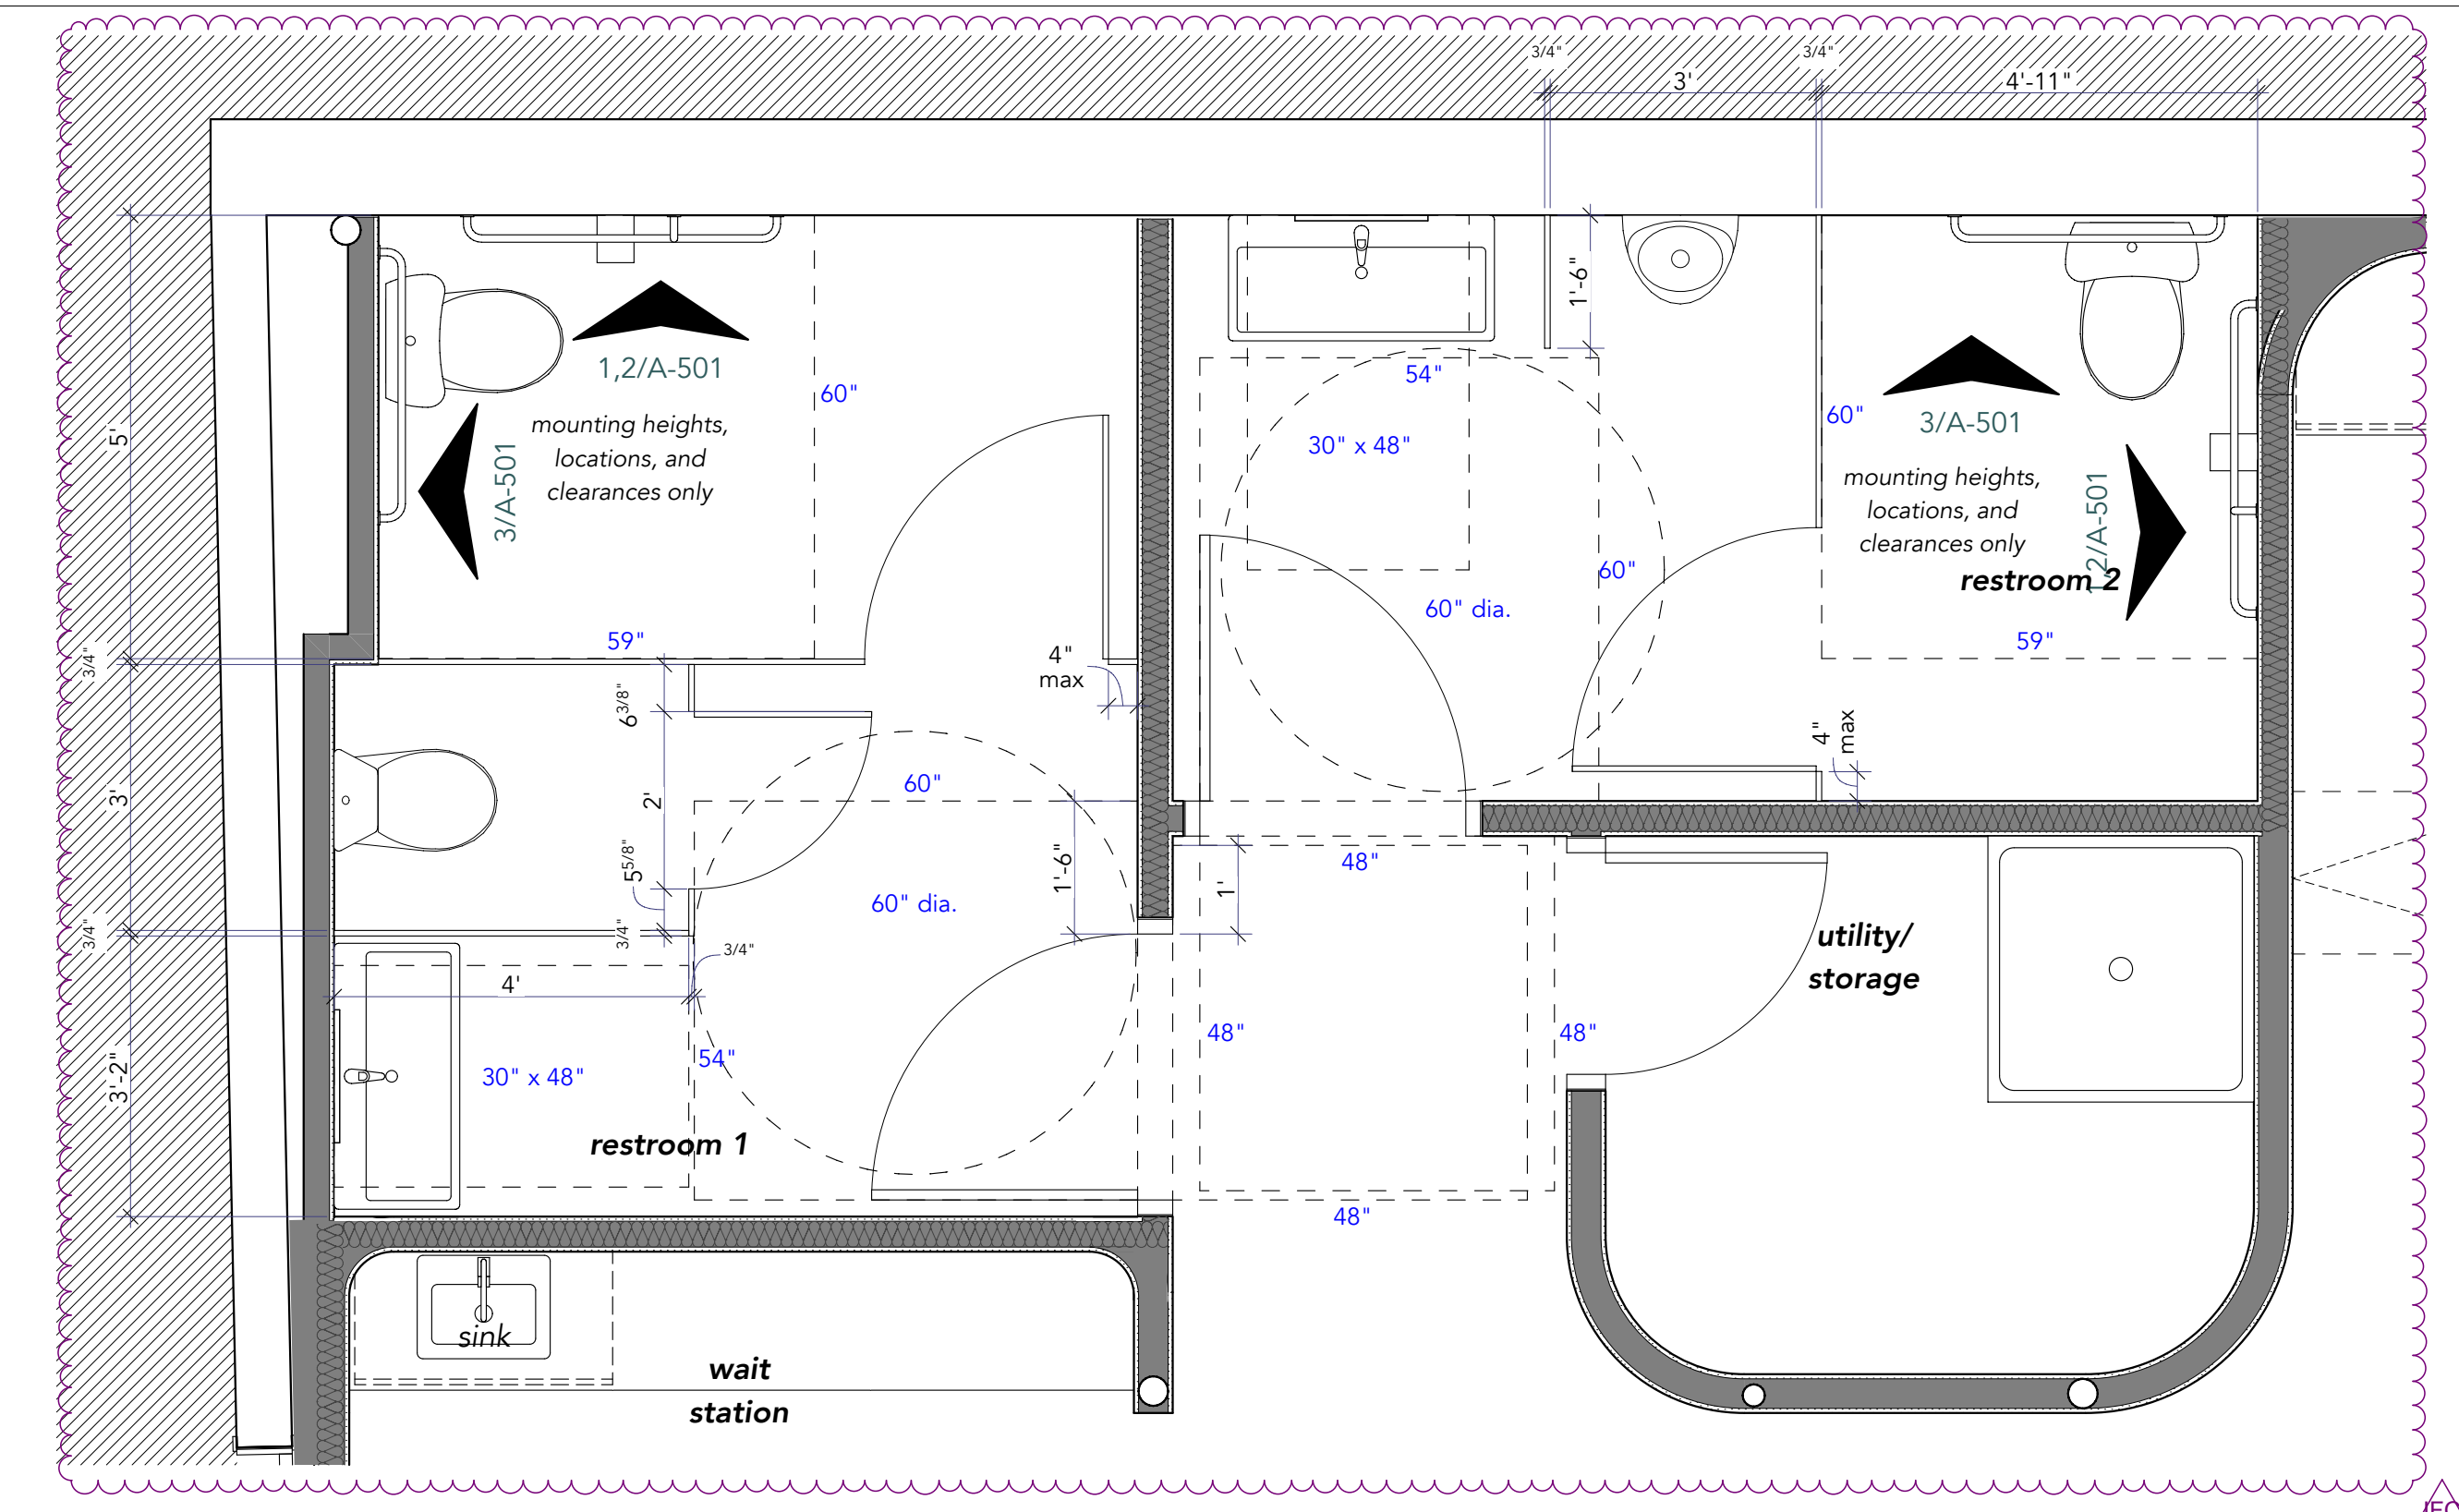 3/4"
3/4"
3'
4'-11"
1'-6"
1,2/A-501
mounting heights,
locations, and
clearances only
3/A-501
60"
54"
30" x 48"
60"
3/A-501
mounting heights,
locations, and
clearances only
1,2/A-501
restroom 2
5'
60"
60" dia.
59"
59"
3/4"
4"
max
6 3/8"
4"
max
60"
3'
2'
5 5/8"
1'-6"
48"
1'
60" dia.
3/4"
3/4"
3/4"
utility/
storage
4'
48"
48"
54"
30" x 48"
3'-2"
restroom 1
48"
sink
wait
station